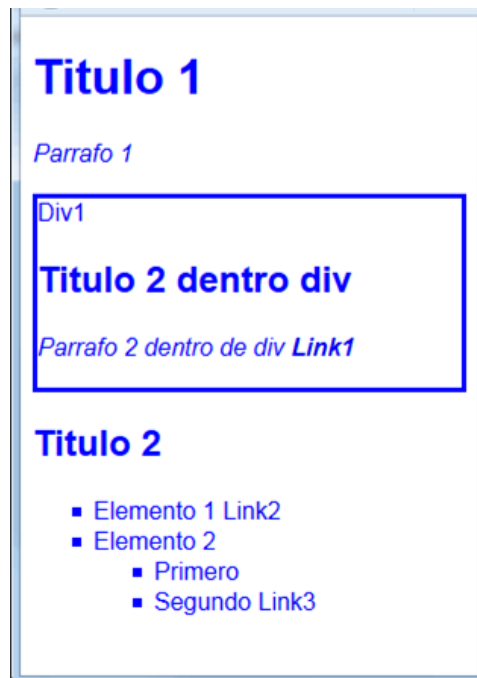 Titulo 1
Parrafo 1
Div1
Titulo 2 dentro div
Parrafo 2 dentro de div Link1
Titulo 2
Elemento 1 Link2
Elemento 2
Primero
Segundo Link3